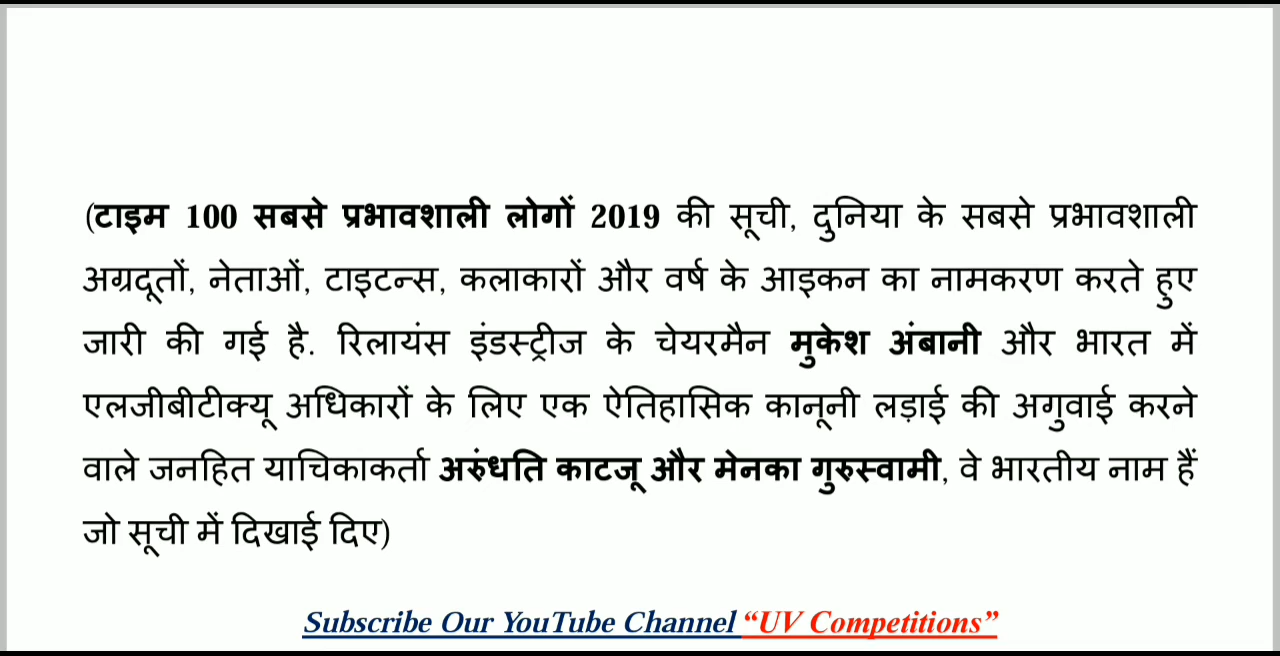 (टाइम 100 सबसे प्रभावशाली लोगों 2019 की सूची, दुनिया के सबसे प्रभावशाली
अग्रदूतों, नेताओं, टाइटन्स, कलाकारों और वर्ष के आइकन का नामकरण करते हुए
जारी की गई है. रिलायंस इंडस्ट्रीज के चेयरमैन मुकेश अंबानी और भारत में
एलजीबीटीक्यू अधिकारों के लिए एक ऐतिहासिक कानूनी लड़ाई की अगुवाई करने
वाले जनहित याचिकाकर्ता अरुंधति काटजू और मेनका गुरुस्वामी, वे भारतीय नाम हैं
जो सूची में दिखाई दिए)
Subscribe Our YouTube Channel “UV Competitions”